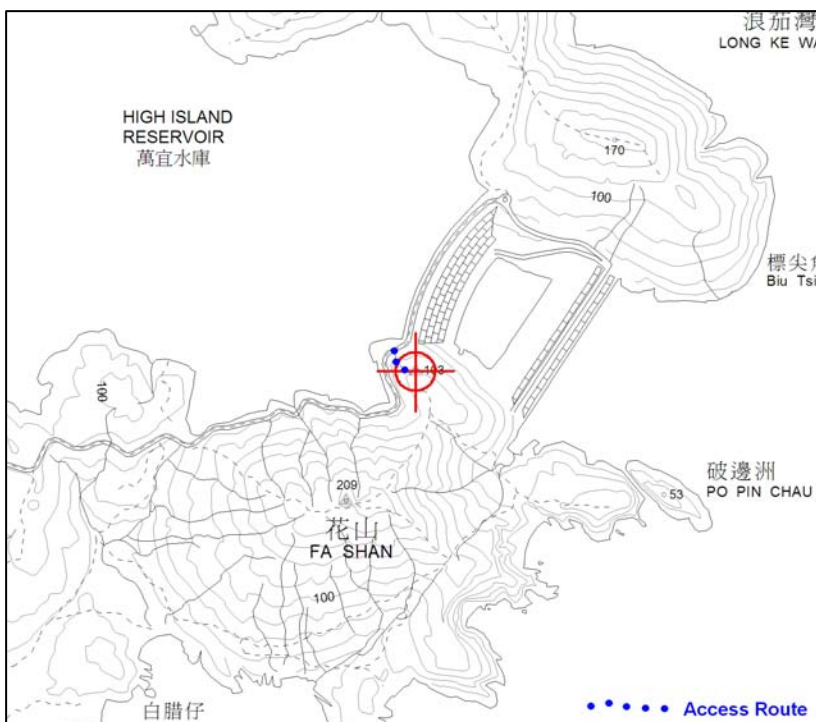 浪茄灣
LONG KE WA
HIGH ISLAND
RESERVOIR
萬宜水庫
170
100
標尖角
Biu Tsi
103
100
破邊洲
PO PIN CHAU
53
209
花山
FA SHAN
100
白腊仔
Access Route